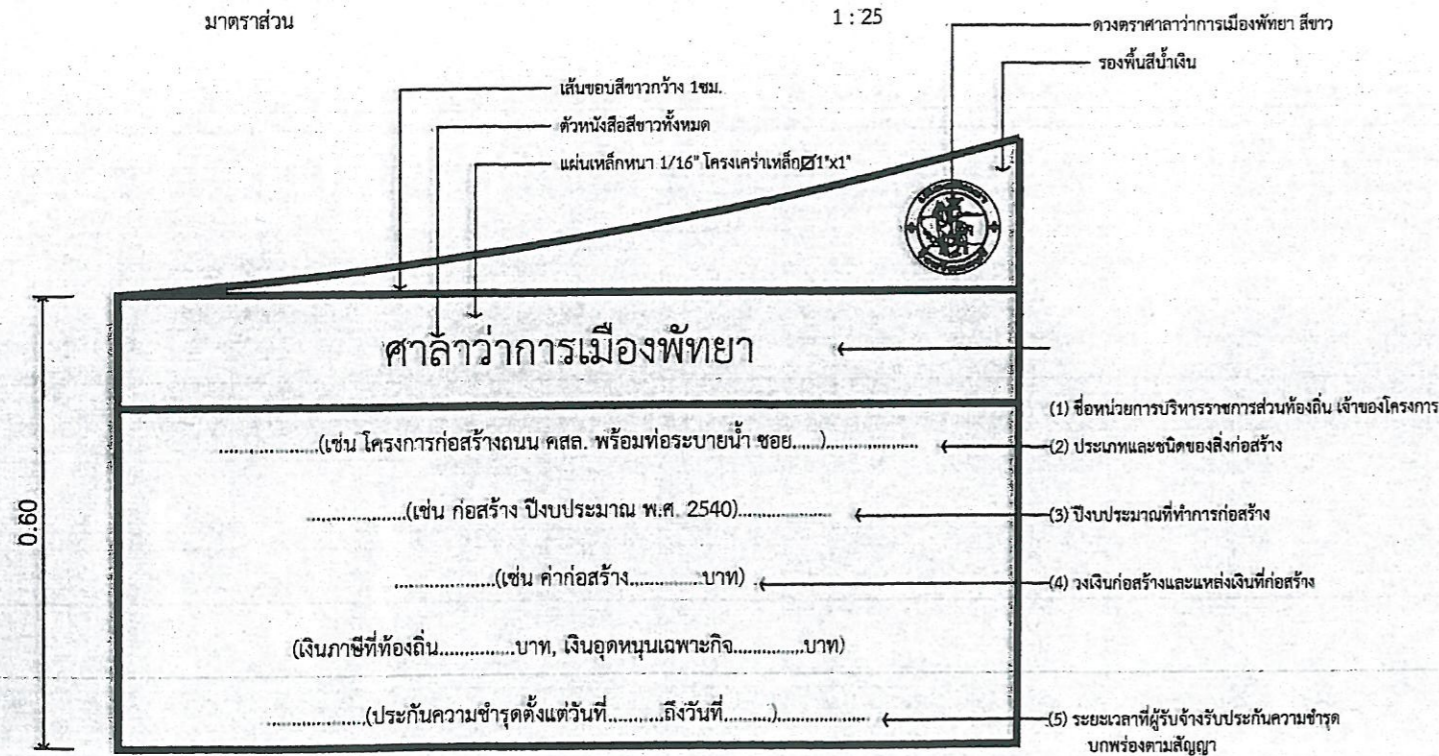 มาตราส่วน 1 : 25
ดวงตราศาลาว่าการเมืองพัทยา สีขาว
รองพื้นสีน้ำเงิน
เส้นขอบสีขาวกว้าง 1ซม.
ตัวหนังสือสีขาวทั้งหมด
แผ่นเหล็กหนา 1/16" โครงเคร่าเหล็ก 1"x1"
ศาลาว่าการเมืองพัทยา
(1) ชื่อหน่วยการบริหารราชการส่วนท้องถิ่น เจ้าของโครงการ
...................(เช่น โครงการก่อสร้างถนน คสล. พร้อมท่อระบายน้ำ ซอย......)..................
(2) ประเภทและชนิดของสิ่งก่อสร้าง
...................(เช่น ก่อสร้าง ปีงบประมาณ พ.ศ. 2540)..................
(3) ปีงบประมาณที่ทำการก่อสร้าง
...................(เช่น ค่าก่อสร้าง..............บาท)
(4) วงเงินก่อสร้างและแหล่งเงินที่ก่อสร้าง
(เงินภาษีที่ท้องถิ่น..............บาท, เงินอุดหนุนเฉพาะกิจ..............บาท)
..................(ประกันความชำรุดตั้งแต่วันที่...........ถึงวันที่.........)..................
(5) ระยะเวลาที่ผู้รับจ้างรับประกันความชำรุด
บกพร่องตามสัญญา
0.60